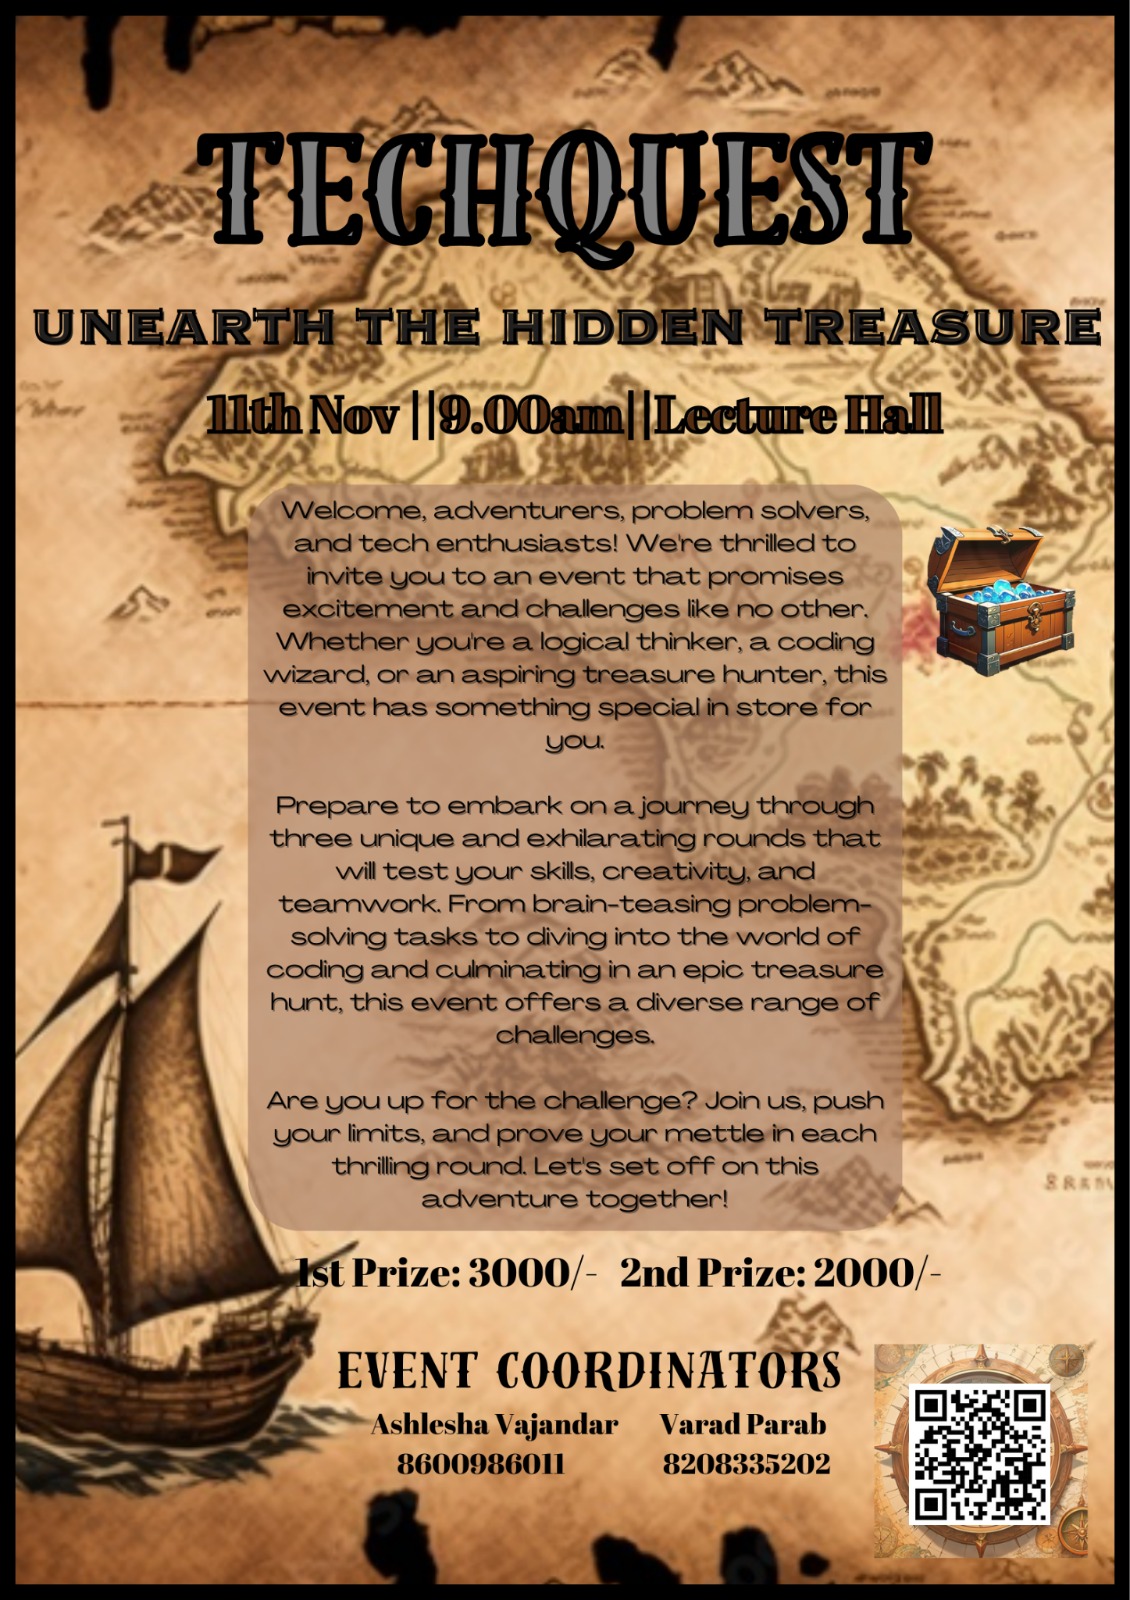 TECHQUEST
UNEARTH THE HIDDEN TREASURE
11th Nov ||9.00am||Lecture Hall
Welcome, adventurers, problem solvers,
and tech enthusiasts! We're thrilled to
invite you to an event that promises
excitement and challenges like no other.
Whether you're a logical thinker, a coding
wizard, or an aspiring treasure hunter, this
event has something special in store for
you.
Prepare to embark on a journey through
three unique and exhilarating rounds that
will test your skills, creativity, and
teamwork. From brain-teasing problem-
solving tasks to diving into the world of
coding and culminating in an epic treasure
hunt, this event offers a diverse range of
challenges.
Are you up for the challenge? Join us, push
your limits, and prove your mettle in each
thrilling round. Let's set off on this
adventure together!
1st Prize: 3000/- 2nd Prize: 2000/-
EVENT COORDINATORS
Ashlesha Vajandar Varad Parab
8600986011 8208335202